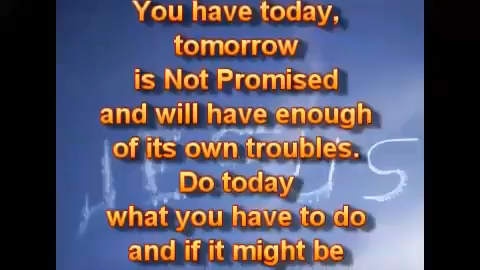 You have today,
tomorrow
is Not Promised
and will have enough
of its own troubles.
Do today
what you have to do
and if it might be
JESUS